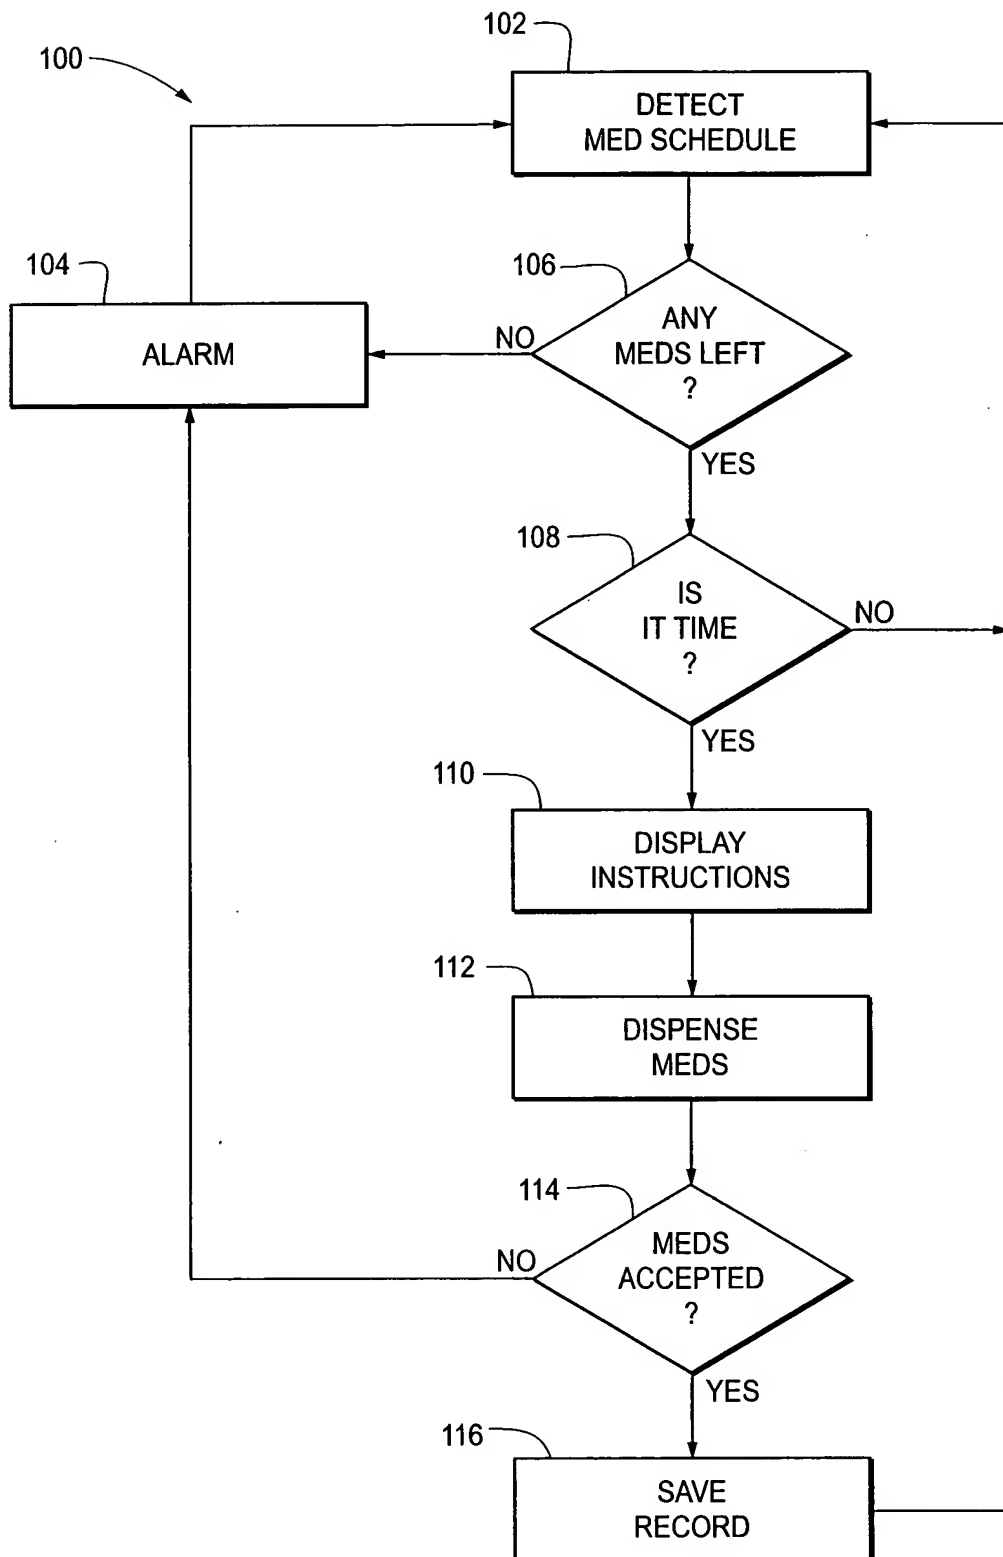 102
100
DETECT
MED SCHEDULE
104
106
ANY
MEDS LEFT
?
NO
ALARM
YES
108
IS
IT TIME
?
NO
YES
110
DISPLAY
INSTRUCTIONS
112
DISPENSE
MEDS
114
MEDS
ACCEPTED
?
NO
YES
116
SAVE
RECORD